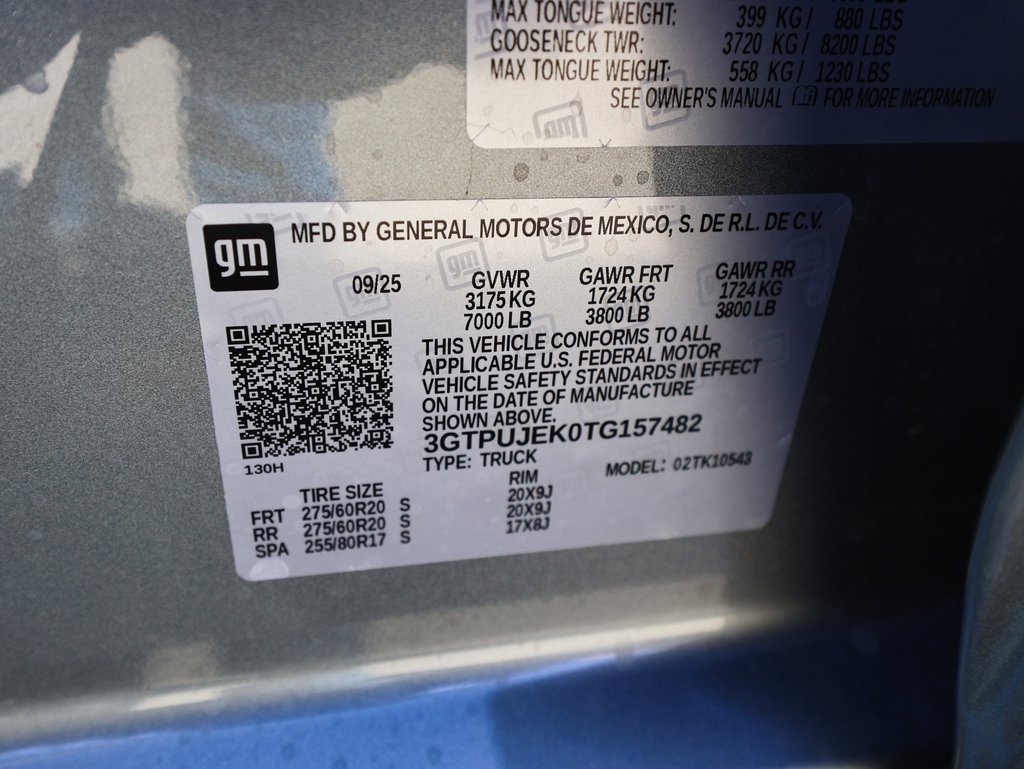 MAX TONGUE WEIGHT: 399 KG/ 880 LBS
GOOSENECK TWR: 3720 KG/ 8200 LBS
MAX TONGUE WEIGHT: 558 KG/ 1230 LBS
SEE OWNER'S MANUAL FOR MORE INFORMATION
gm
MFD BY GENERAL MOTORS DE MEXICO, S. DE R.L. DE C.V.
09/25 GVWR GAWR FRT GAWR RR
3175 KG 1724 KG 1724 KG
7000 LB 3800 LB 3800 LB
THIS VEHICLE CONFORMS TO ALL
APPLICABLE U.S. FEDERAL MOTOR
VEHICLE SAFETY STANDARDS IN EFFECT
ON THE DATE OF MANUFACTURE
SHOWN ABOVE.
3GTPUJEK0TG157482
130H
TYPE: TRUCK MODEL: 02TK10543
TIRE SIZE RIM
FRT 275/60R20 S 20X9J
RR 275/60R20 S 20X9J
SPA 255/80R17 S 17X8J